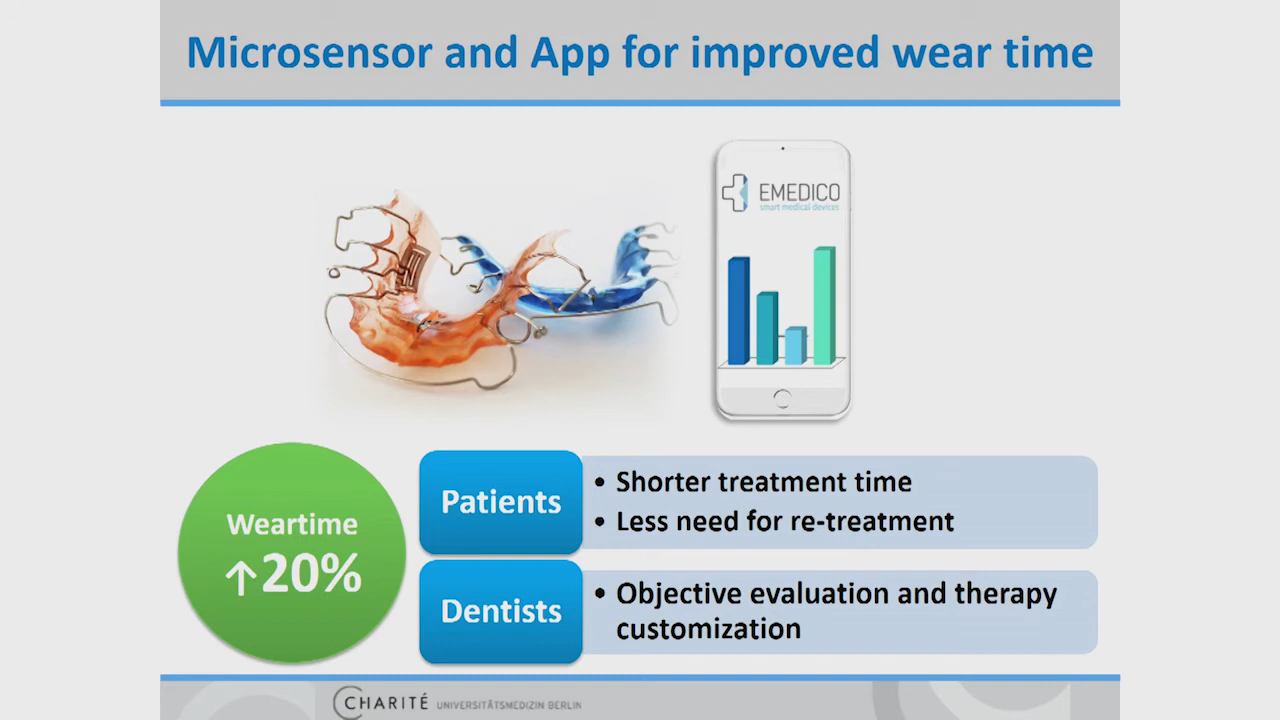 Microsensor and App for improved wear time
EMEDICO
smart medical devices
Weartime
↑20%
Patients
• Shorter treatment time
• Less need for re-treatment
Dentists
• Objective evaluation and therapy
customization
CHARITÉ UNIVERSITÄTSMEDIZIN BERLIN